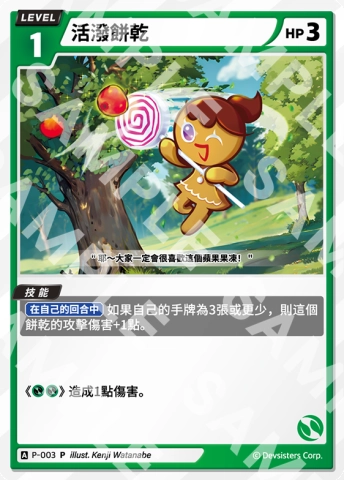 LEVEL
1
活潑餅乾
HP 3
SAMPLE
“耶～大家一定會很喜歡這個蘋果果凍！”
技能
在自己的回合中 如果自己的手牌為3張或更少，則這個
餅乾的攻擊傷害+1點。
《》造成1點傷害。
A P-003 P illust. Kenji Watanabe
© Devsisters Corp.